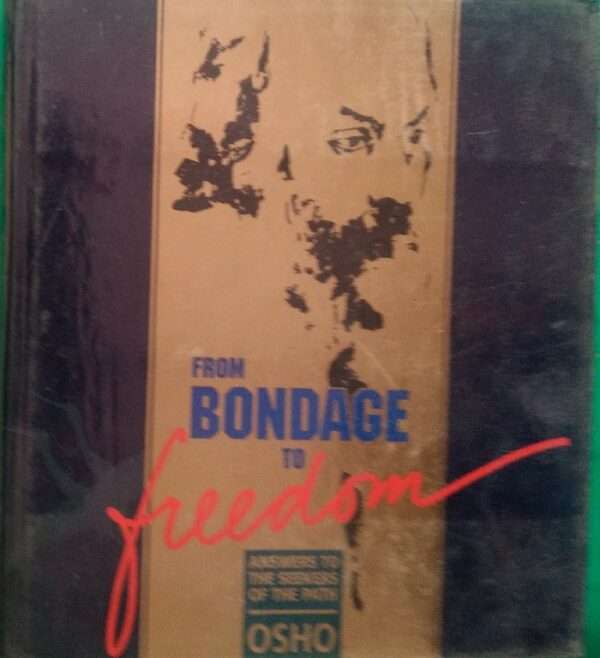 FROM
BONDAGE
TO
freedom
ANSWERS TO
THE SEEKERS
OF THE PATH
OSHO